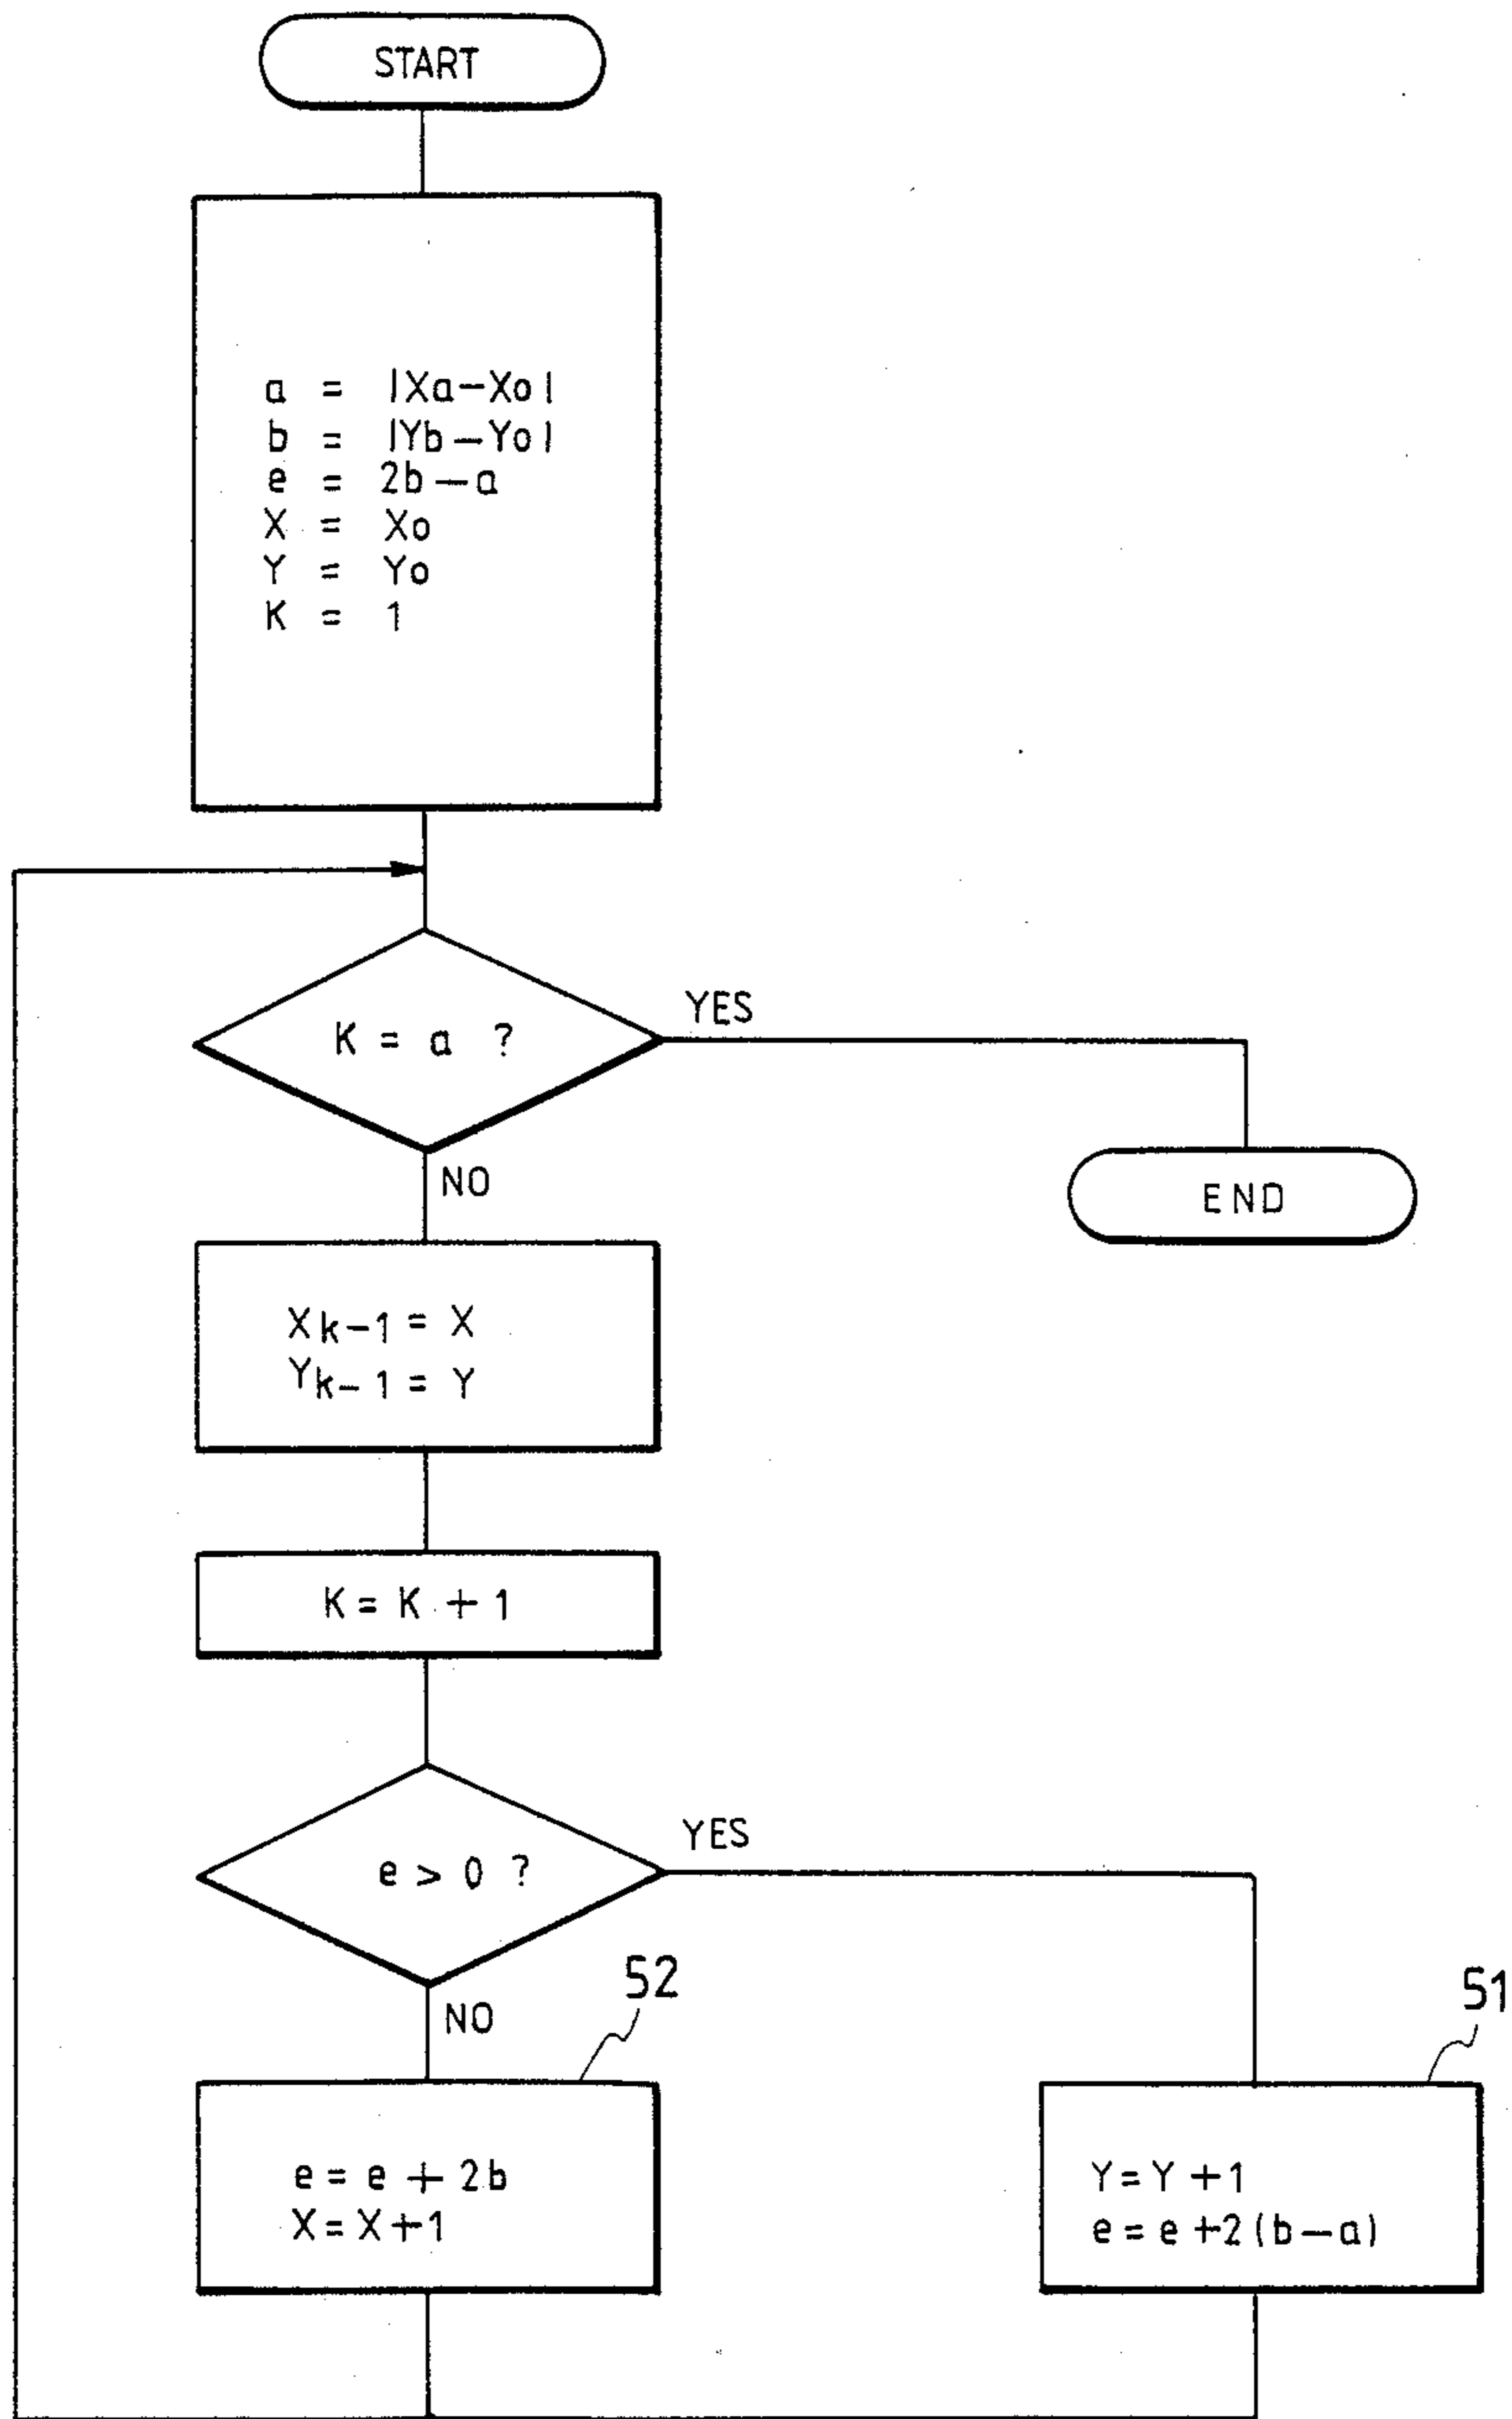 START
a = |Xa-Xo|
b = |Yb-Yo|
e = 2b-a
X = Xo
Y = Yo
K = 1
K = a ?
YES
NO
END
Xk-1 = X
Yk-1 = Y
K = K + 1
e > 0 ?
YES
NO
52
51
e = e + 2b
X = X+1
Y = Y +1
e = e +2(b-a)